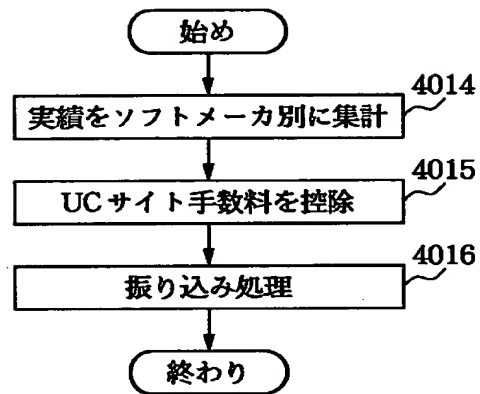 始め
4014
実績をソフトメーカ別に集計
4015
UCサイト手数料を控除
4016
振り込み処理
終わり